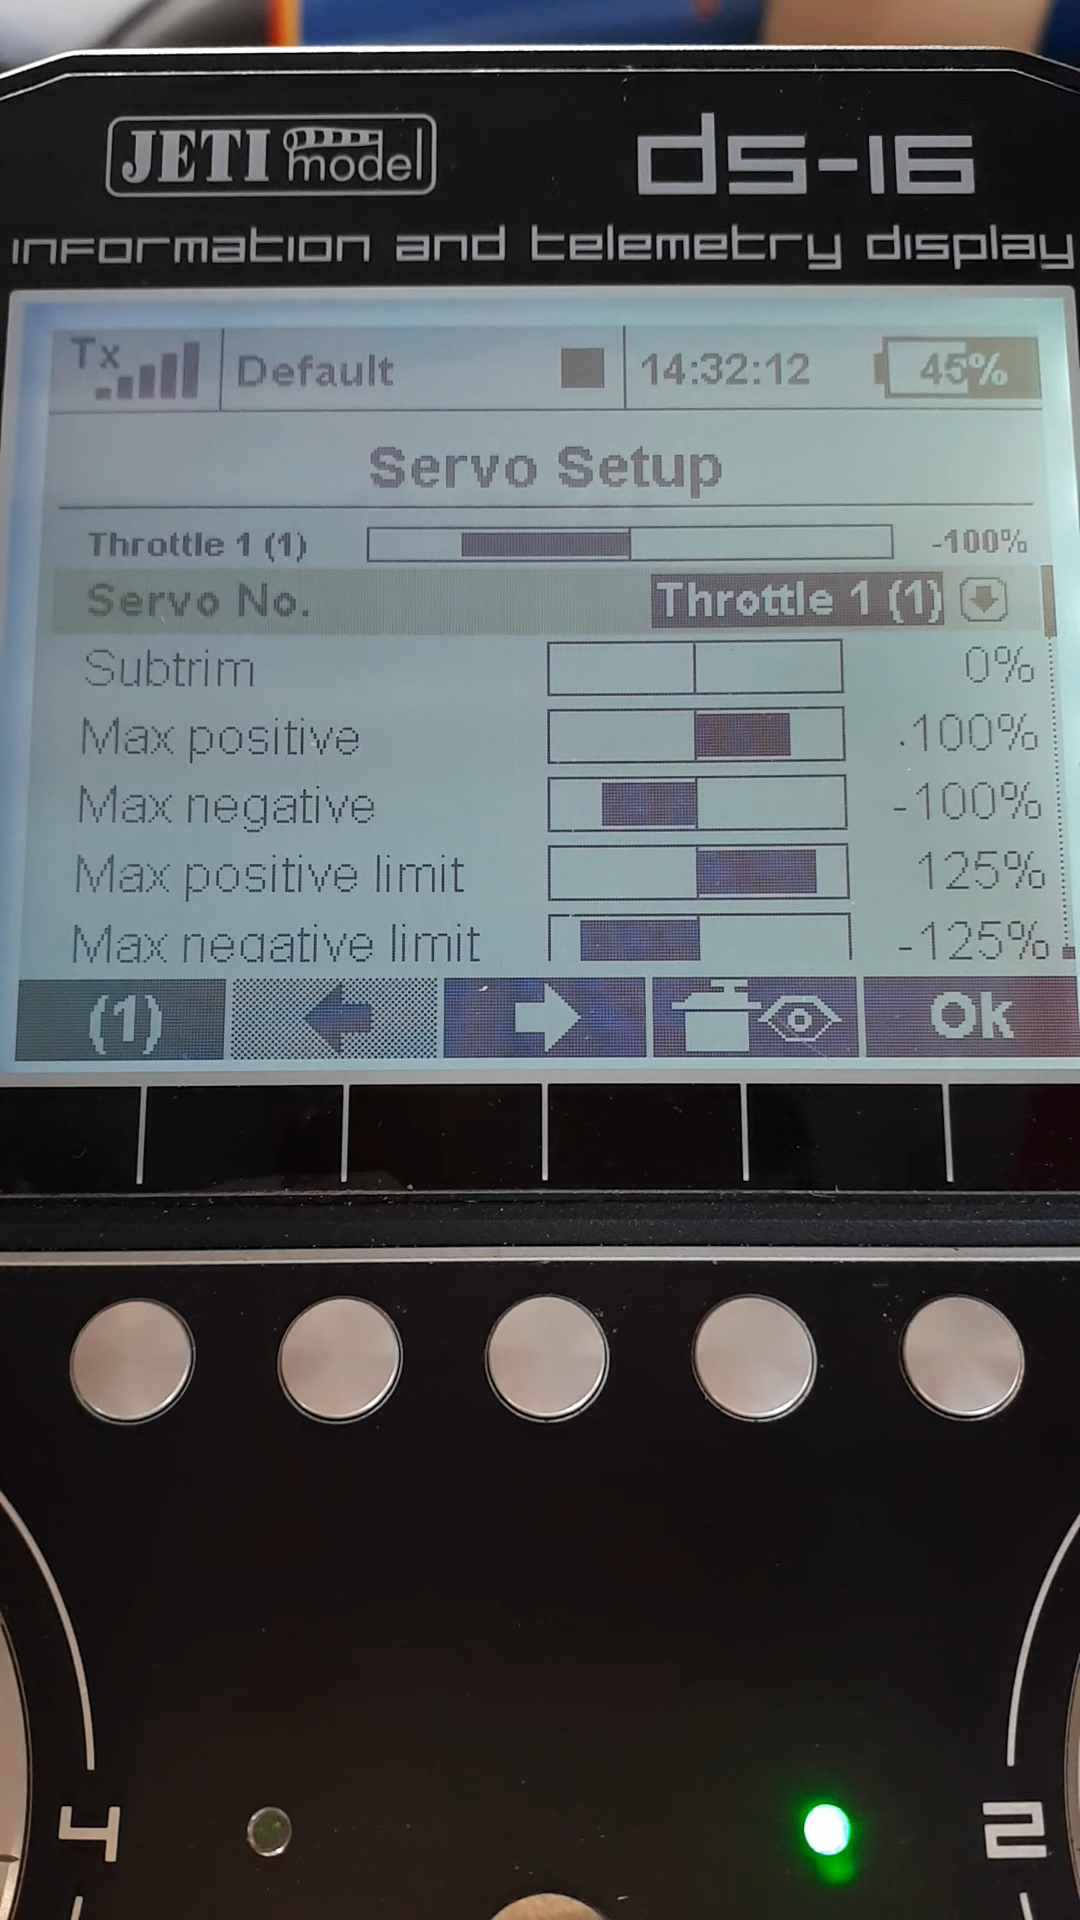 JETI model
DS-16
information and telemetry display
Tx Default 14:32:12 45%
Servo Setup
Throttle 1 (1) -100%
Servo No. Throttle 1 (1)
Subtrim 0%
Max positive 100%
Max negative -100%
Max positive limit 125%
Max negative limit -125%
(1) Ok
4 2